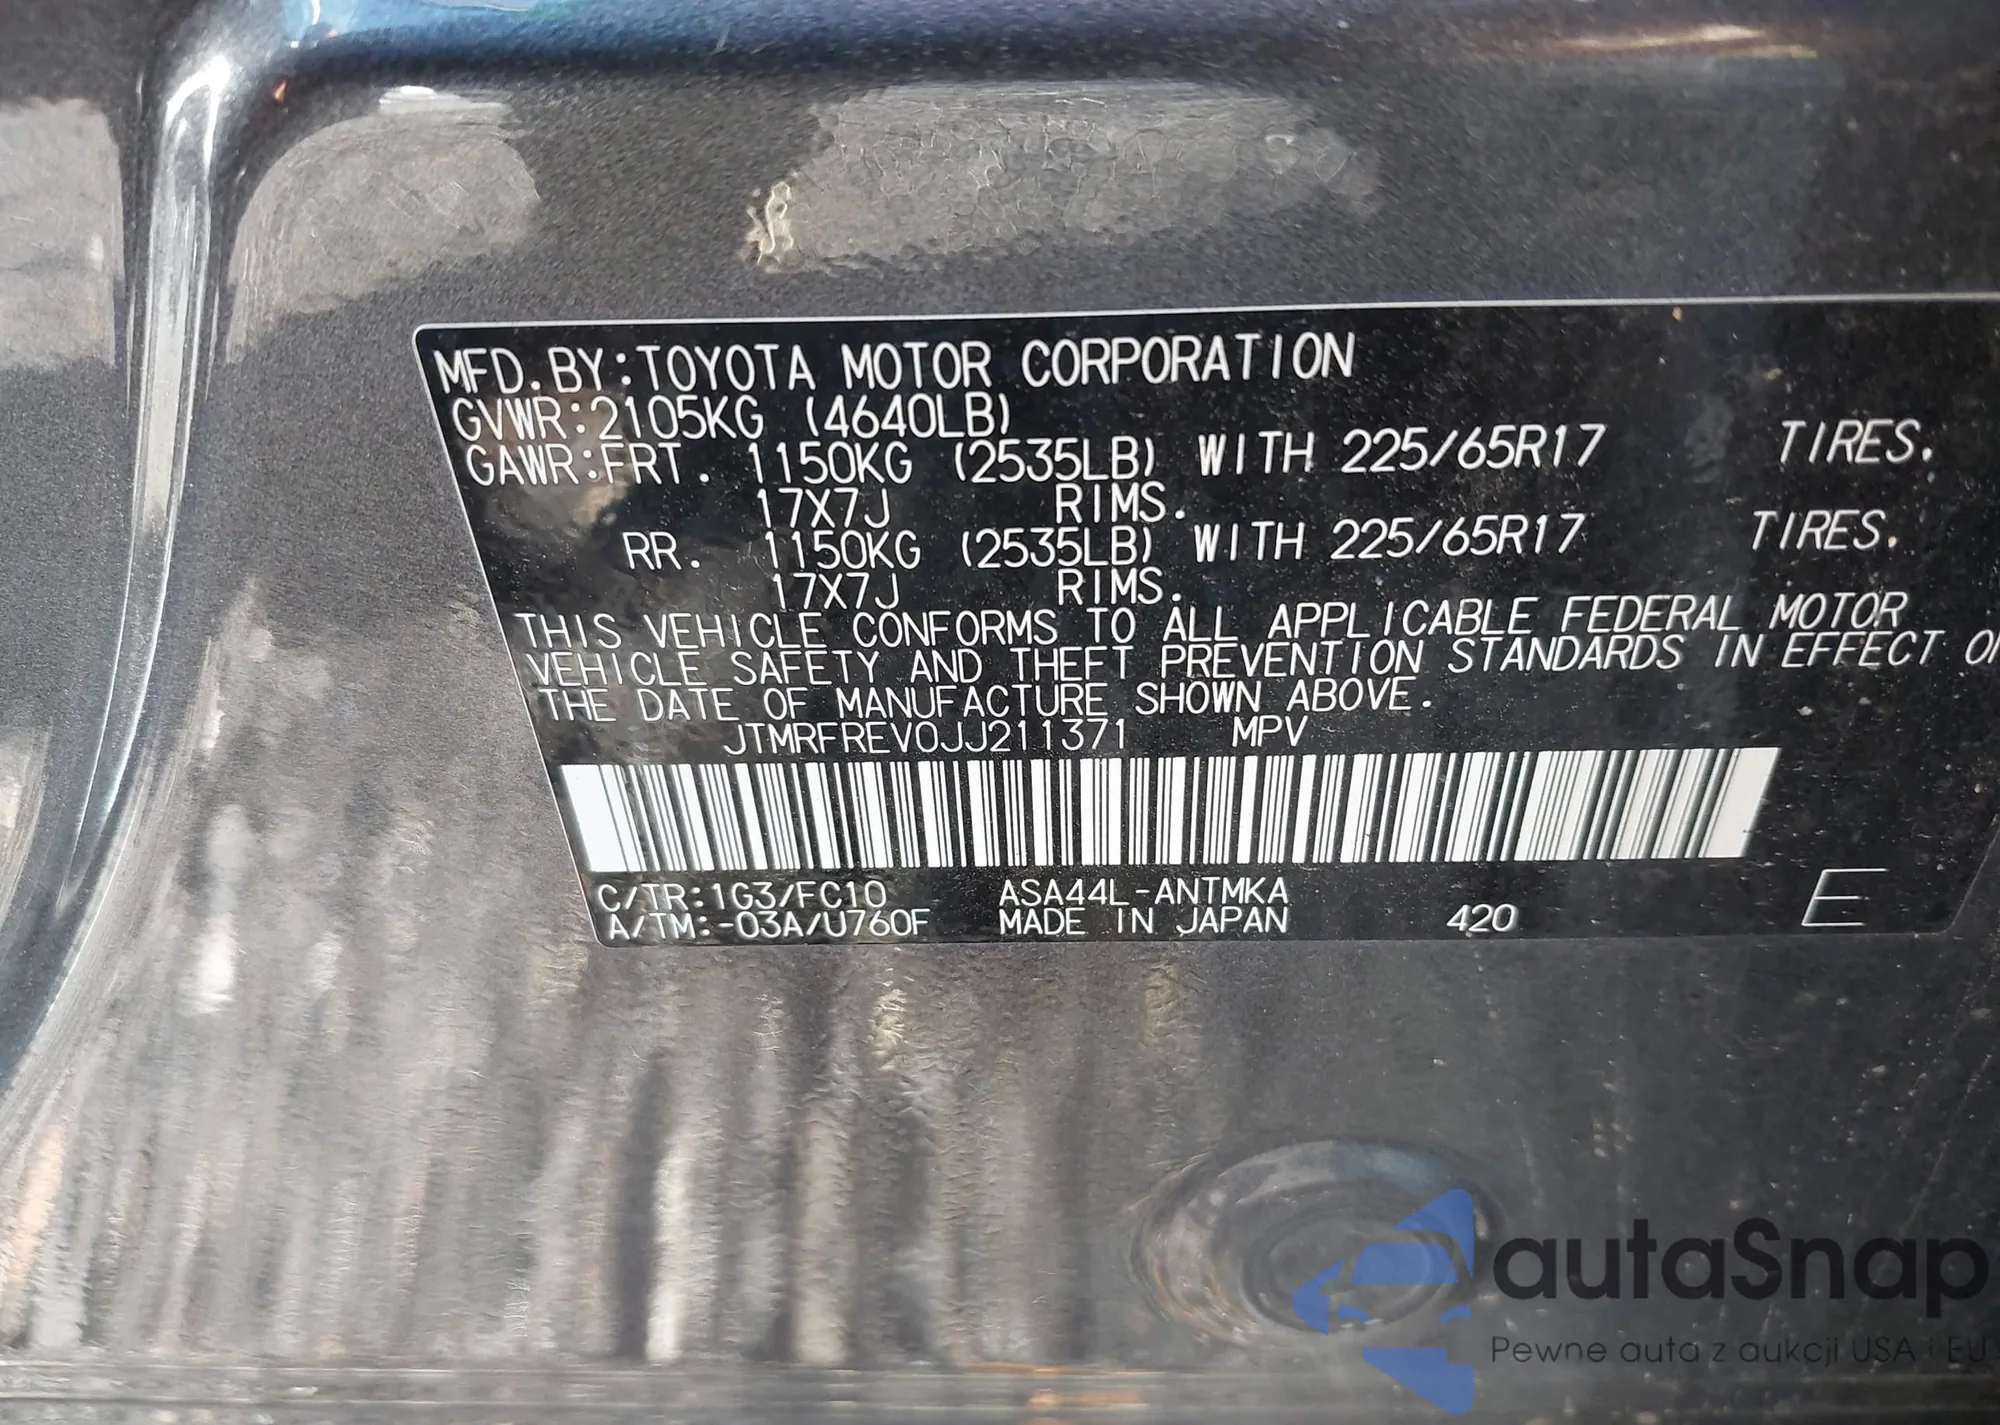 MFD. BY:TOYOTA MOTOR CORPORATION
GVWR:2105KG (4640LB)
GAWR:FRT. 1150KG (2535LB) WITH 225/65R17 TIRES.
17X7J RIMS.
RR. 1150KG (2535LB) WITH 225/65R17 TIRES.
17X7J RIMS.
THIS VEHICLE CONFORMS TO ALL APPLICABLE FEDERAL MOTOR
VEHICLE SAFETY AND THEFT PREVENTION STANDARDS IN EFFECT
THE DATE OF MANUFACTURE SHOWN ABOVE.
JTMRFREV0JJ211371 MPV
C/TR:1G3/FC10 ASA44L-ANTMKA
A/TM:-03A/U760F MADE IN JAPAN 420 E
autaSnap
Pewne auta z aukcji USA i EU